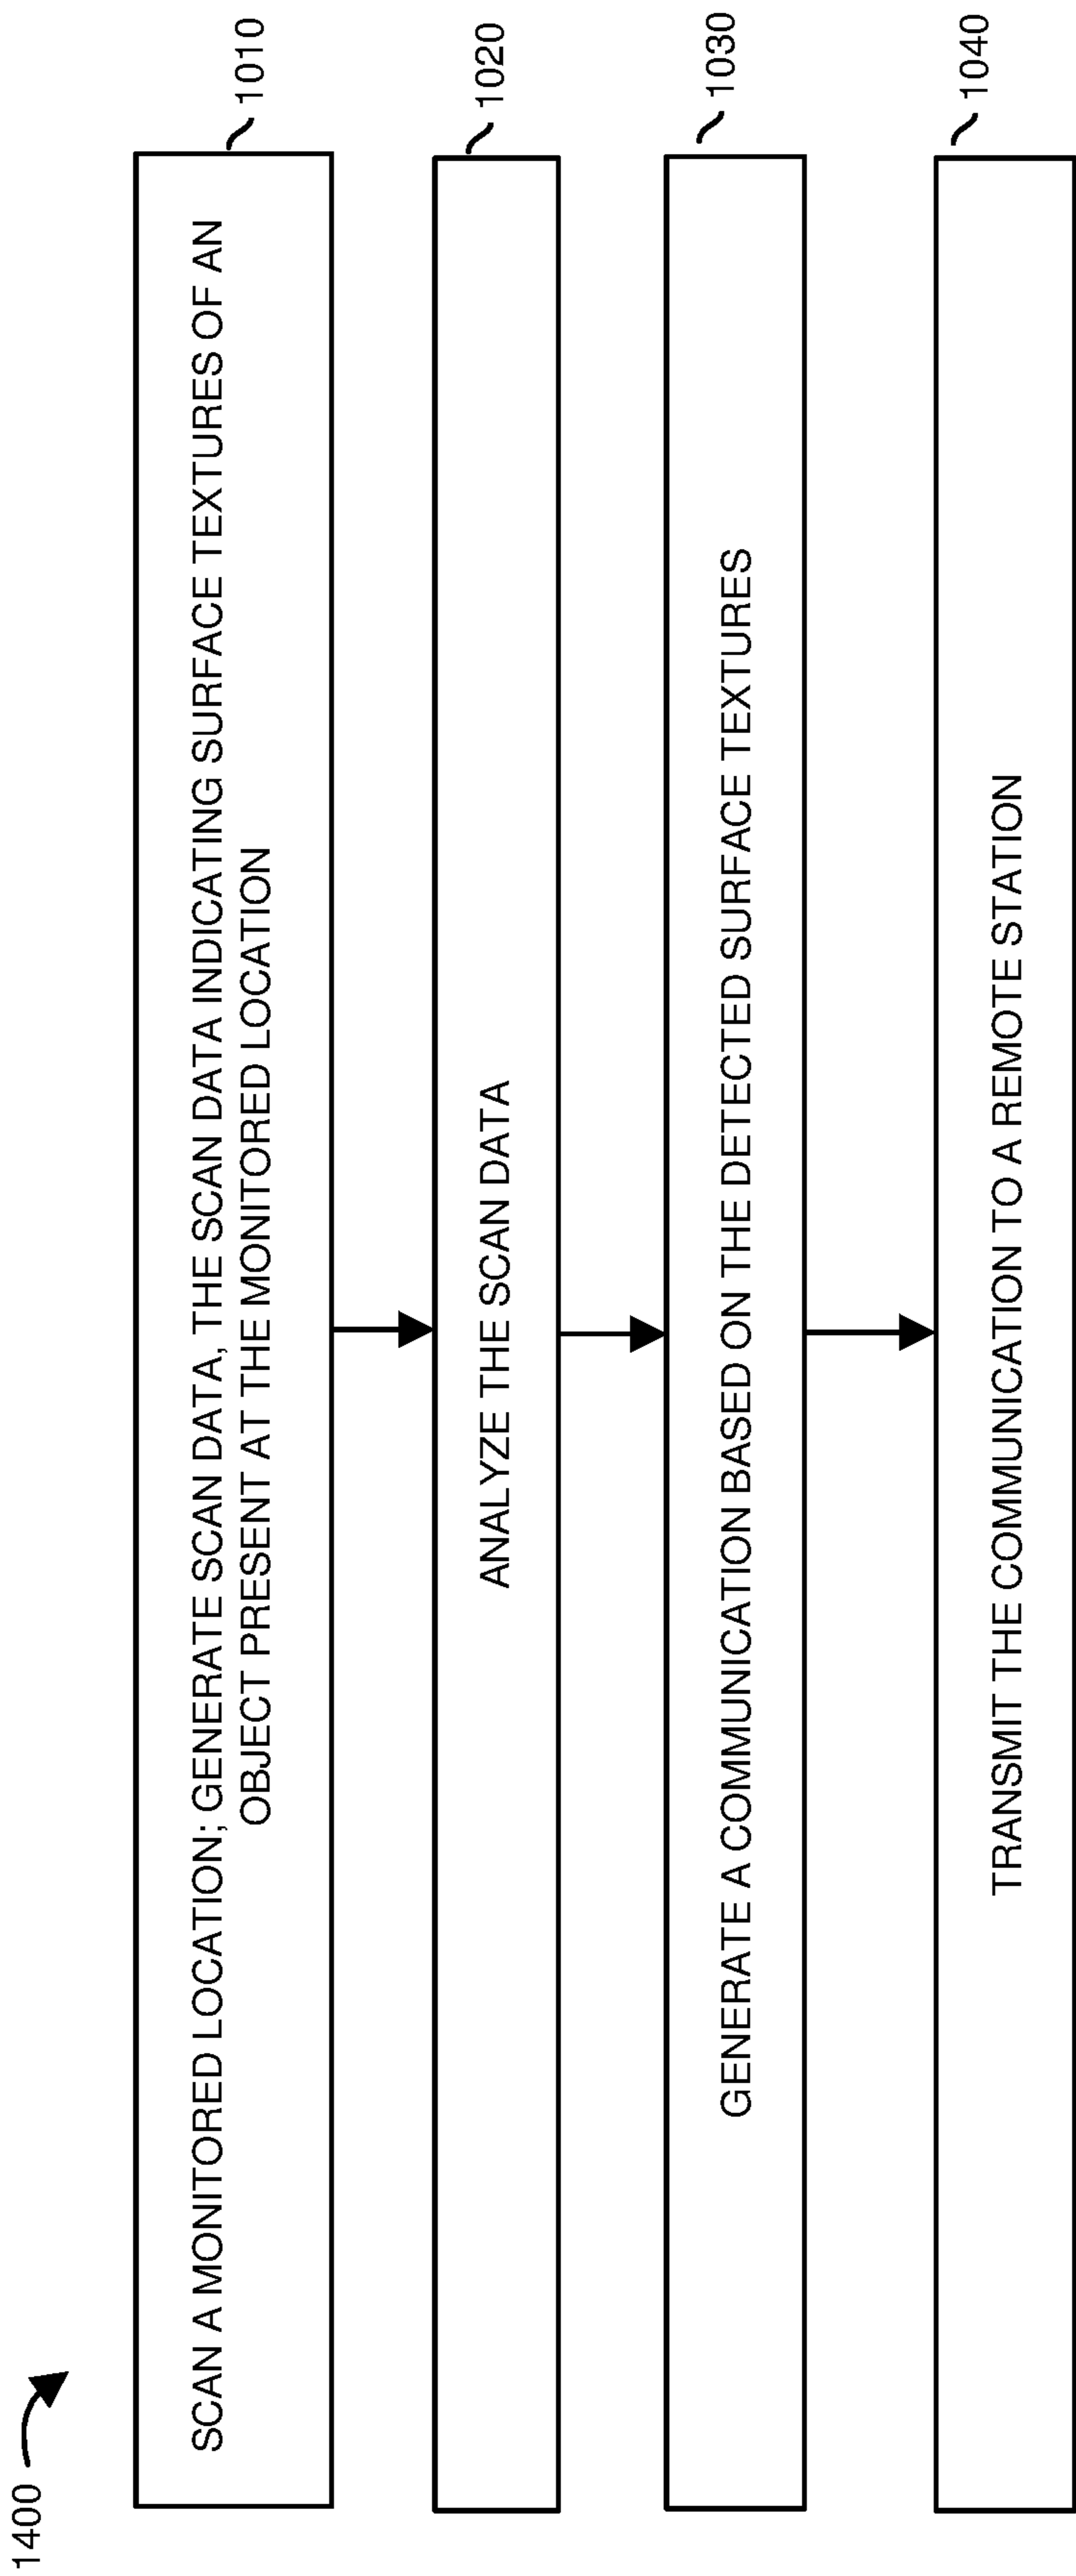 1400
SCAN A MONITORED LOCATION; GENERATE SCAN DATA, THE SCAN DATA INDICATING SURFACE TEXTURES OF AN
OBJECT PRESENT AT THE MONITORED LOCATION
1010
ANALYZE THE SCAN DATA
1020
GENERATE A COMMUNICATION BASED ON THE DETECTED SURFACE TEXTURES
1030
TRANSMIT THE COMMUNICATION TO A REMOTE STATION
1040